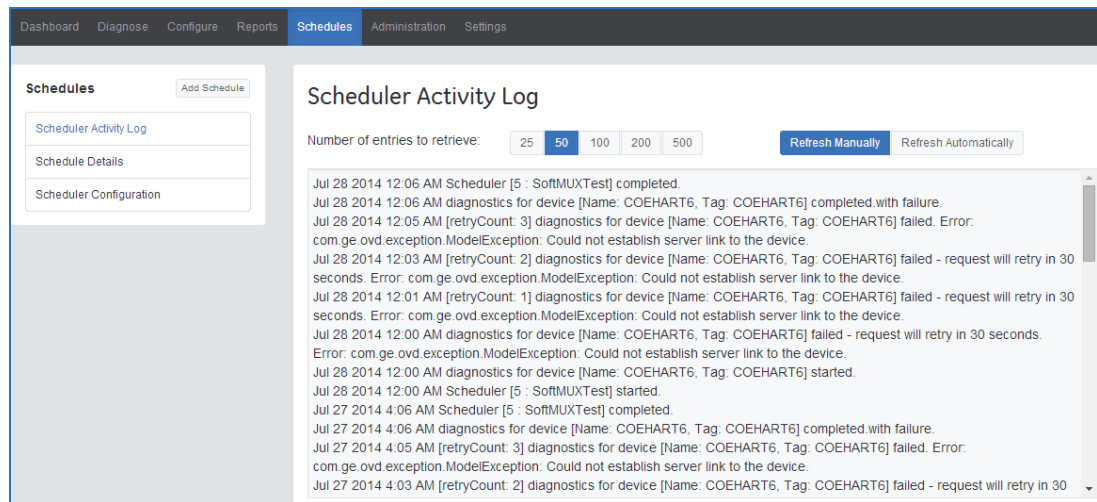 Dashboard Diagnose Configure Reports Schedules Administration Settings
Schedules
Add Schedule
Scheduler Activity Log
Schedule Details
Scheduler Configuration
Scheduler Activity Log
Number of entries to retrieve: 25 50 100 200 500 Refresh Manually Refresh Automatically
Jul 28 2014 12:06 AM Scheduler [5 : SoftMUXTest] completed.
Jul 28 2014 12:06 AM diagnostics for device [Name: COEHART6, Tag: COEHART6] completed.with failure.
Jul 28 2014 12:05 AM [retryCount: 3] diagnostics for device [Name: COEHART6, Tag: COEHART6] failed. Error:
com.ge.ovd.exception.ModelException: Could not establish server link to the device.
Jul 28 2014 12:03 AM [retryCount: 2] diagnostics for device [Name: COEHART6, Tag: COEHART6] failed - request will retry in 30
seconds. Error: com.ge.ovd.exception.ModelException: Could not establish server link to the device.
Jul 28 2014 12:01 AM [retryCount: 1] diagnostics for device [Name: COEHART6, Tag: COEHART6] failed - request will retry in 30
seconds. Error: com.ge.ovd.exception.ModelException: Could not establish server link to the device.
Jul 28 2014 12:00 AM diagnostics for device [Name: COEHART6, Tag: COEHART6] failed - request will retry in 30 seconds.
Error: com.ge.ovd.exception.ModelException: Could not establish server link to the device.
Jul 28 2014 12:00 AM diagnostics for device [Name: COEHART6, Tag: COEHART6] started.
Jul 28 2014 12:00 AM Scheduler [5 : SoftMUXTest] started.
Jul 27 2014 4:06 AM Scheduler [5 : SoftMUXTest] completed.
Jul 27 2014 4:06 AM diagnostics for device [Name: COEHART6, Tag: COEHART6] completed.with failure.
Jul 27 2014 4:05 AM [retryCount: 3] diagnostics for device [Name: COEHART6, Tag: COEHART6] failed. Error:
com.ge.ovd.exception.ModelException: Could not establish server link to the device.
Jul 27 2014 4:03 AM [retryCount: 2] diagnostics for device [Name: COEHART6, Tag: COEHART6] failed - request will retry in 30